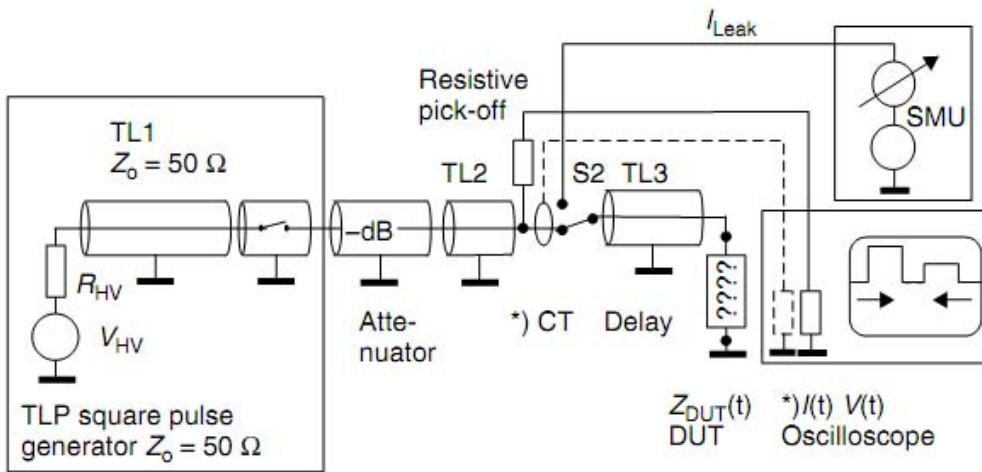 I_Leak
Resistive
pick-off
SMU
TL1
Z_o = 50 Ω
TL2
S2
TL3
–dB
R_HV
V_HV
Atte-
nuator
*) CT
Delay
????
TLP square pulse
generator Z_o = 50 Ω
Z_DUT(t)
DUT
*)I(t) V(t)
Oscilloscope